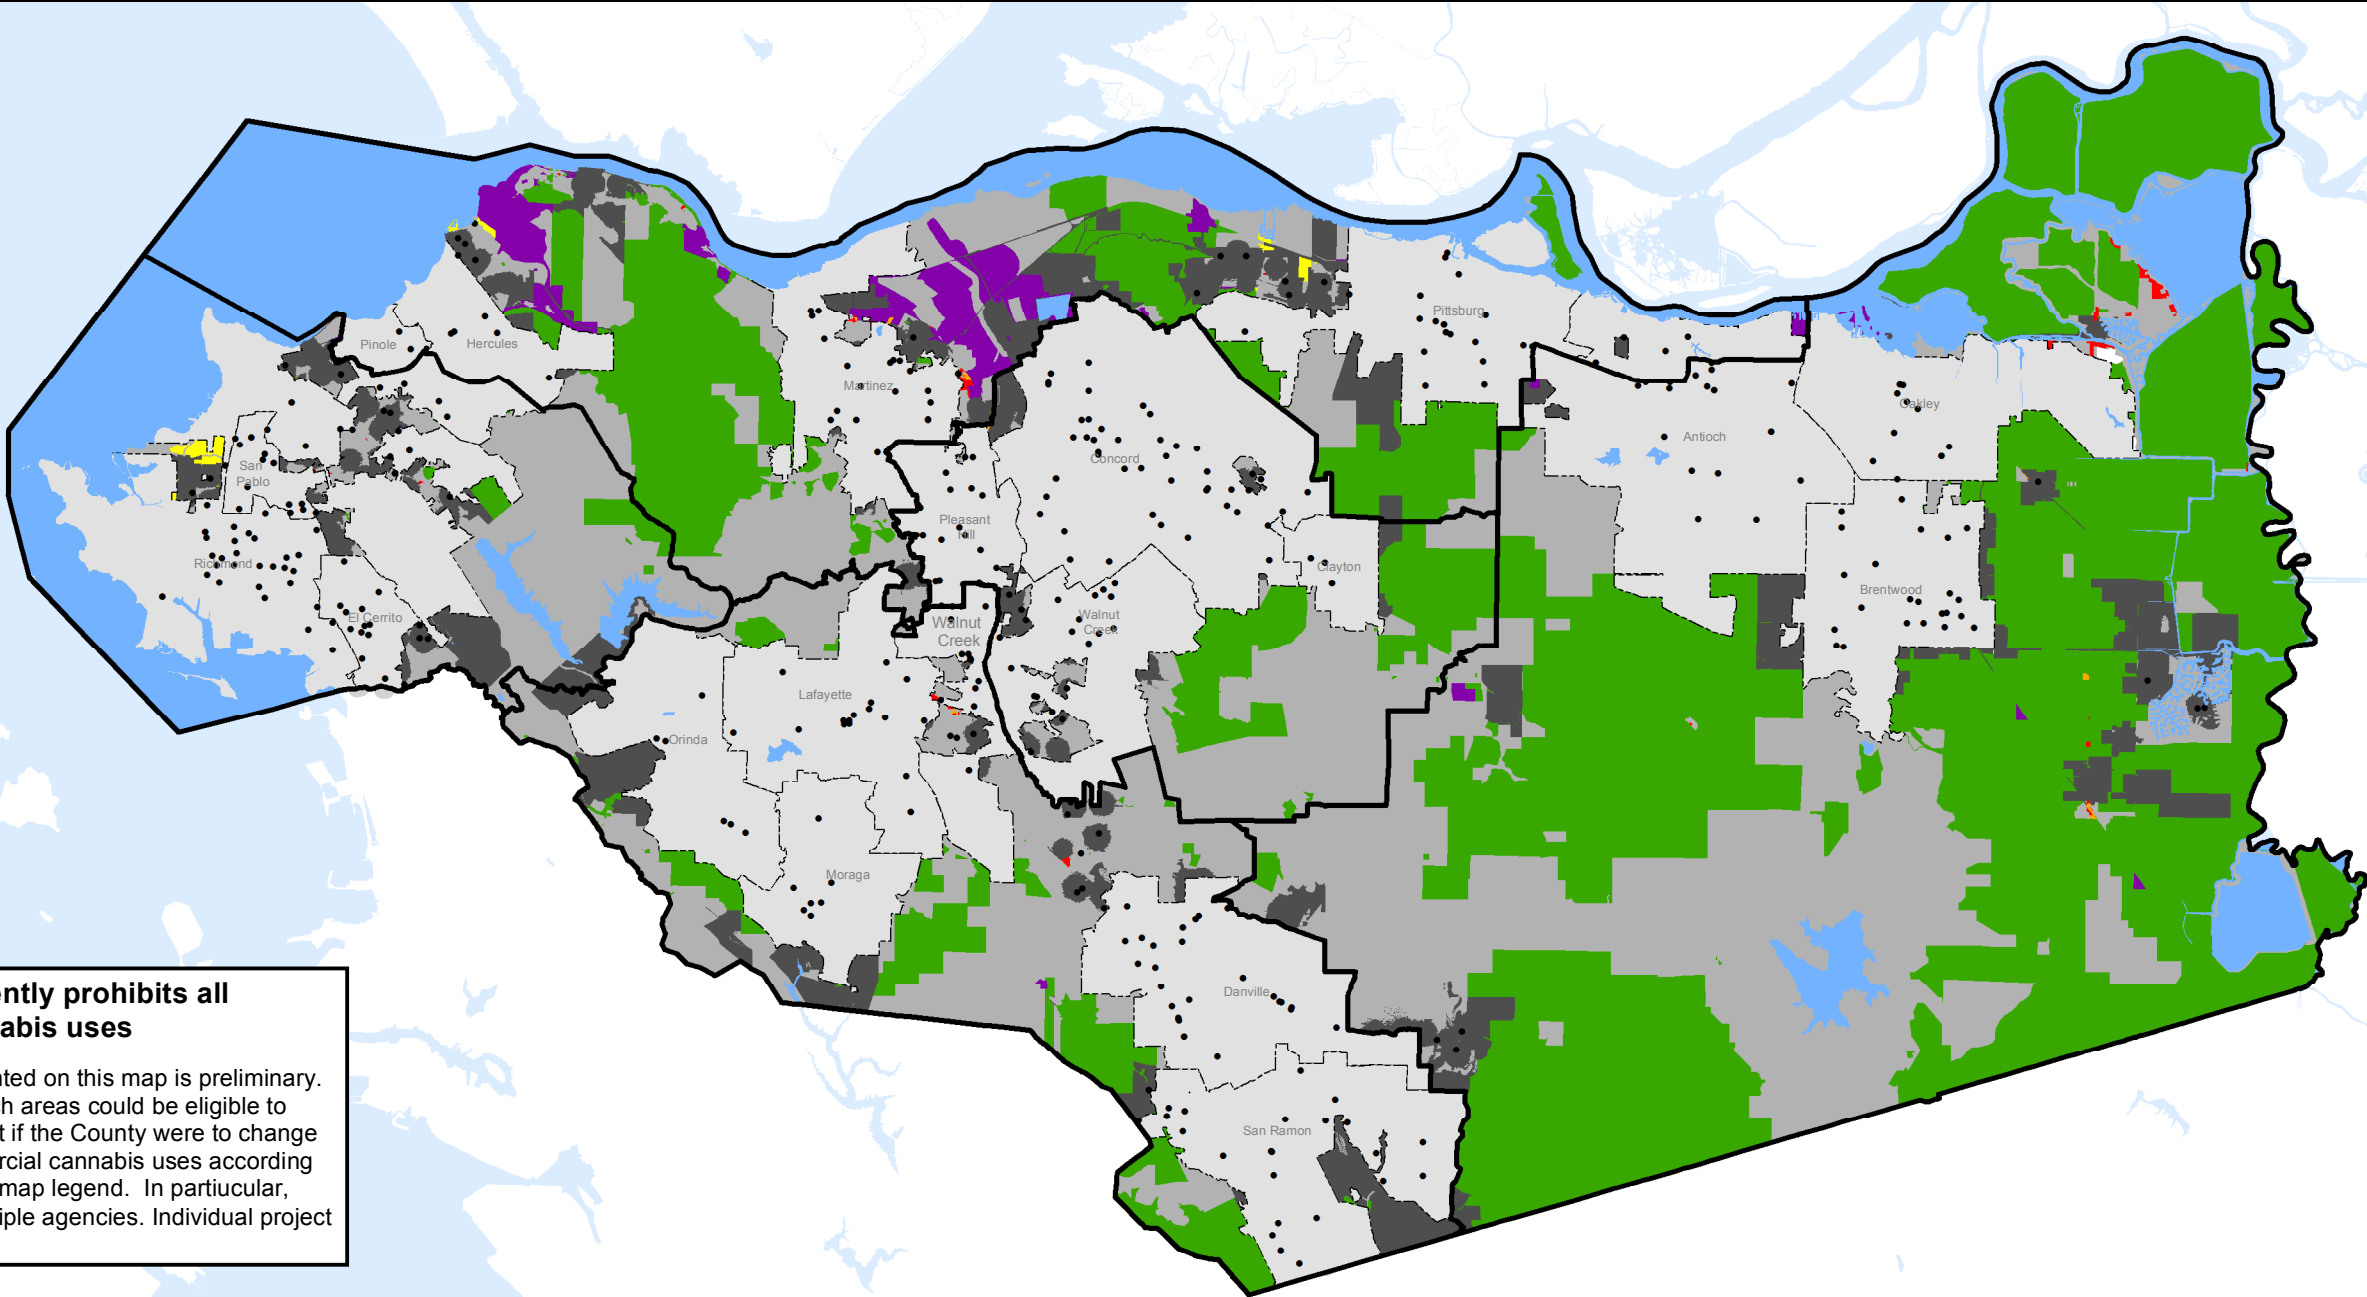 Pinole
Hercules
Martinez
Pittsburg
Oakley
Antioch
San
Pablo
Concord
Pleasant
Hill
Richmond
Clayton
Brentwood
El Cerrito
Walnut
Creek
Walnut
Creek
Lafayette
Orinda
Moraga
Danville
San Ramon
ently prohibits all
abis uses
nted on this map is preliminary.
ch areas could be eligible to
t if the County were to change
rcial cannabis uses according
map legend.  In partiucular,
iple agencies. Individual project